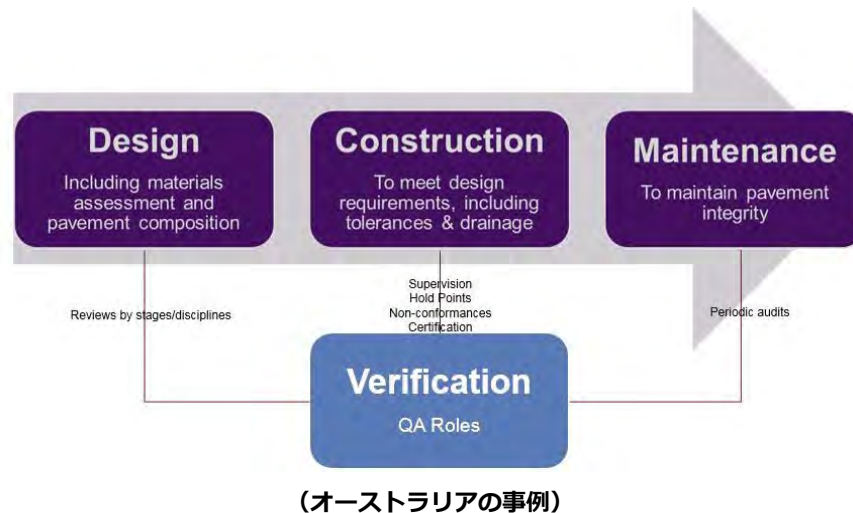 Design
Including materials
assessment and
pavement composition
Construction
To meet design
requirements, including
tolerances & drainage
Maintenance
To maintain pavement
integrity
Reviews by stages/disciplines
Supervision
Hold Points
Non-conformances
Certification
Periodic audits
Verification
QA Roles
（オーストラリアの事例）